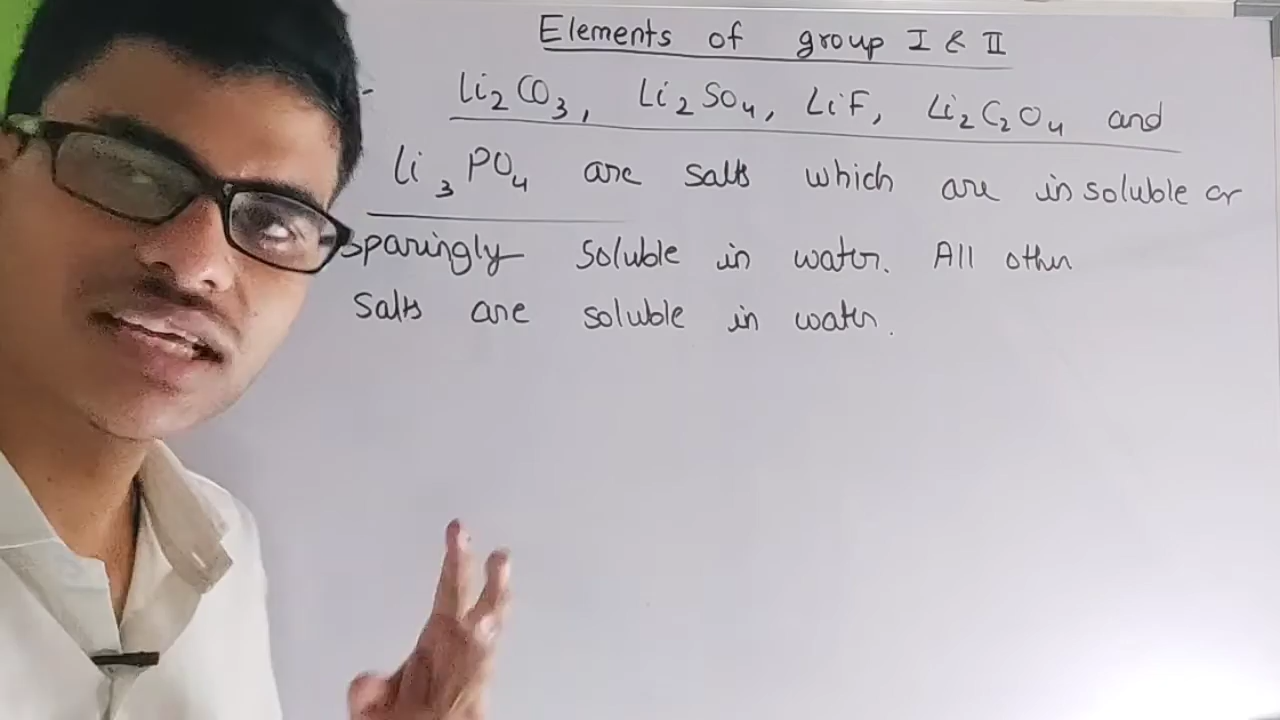 Elements of group I & II
Li₂CO₃, Li₂SO₄, LiF, Li₂C₂O₄ and
Li₃PO₄ are salts which are insoluble or
sparingly soluble in water. All other
salts are soluble in water.